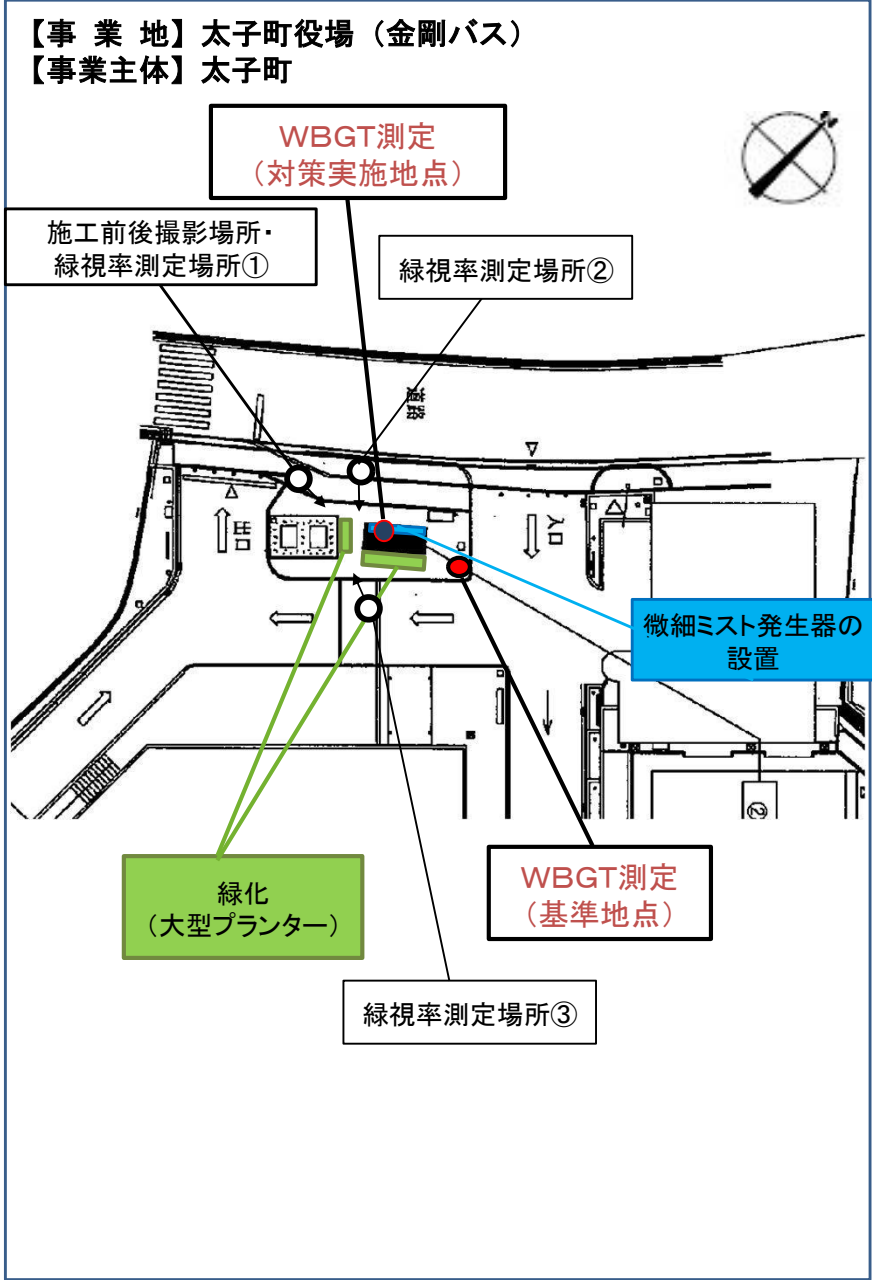 【事 業 地】太子町役場（金剛バス）
【事業主体】太子町
WBGT測定
（対策実施地点）
施工前後撮影場所・
緑視率測定場所①
緑視率測定場所②
道路
出口
入口
微細ミスト発生器の
設置
②
緑化
（大型プランター）
WBGT測定
（基準地点）
緑視率測定場所③